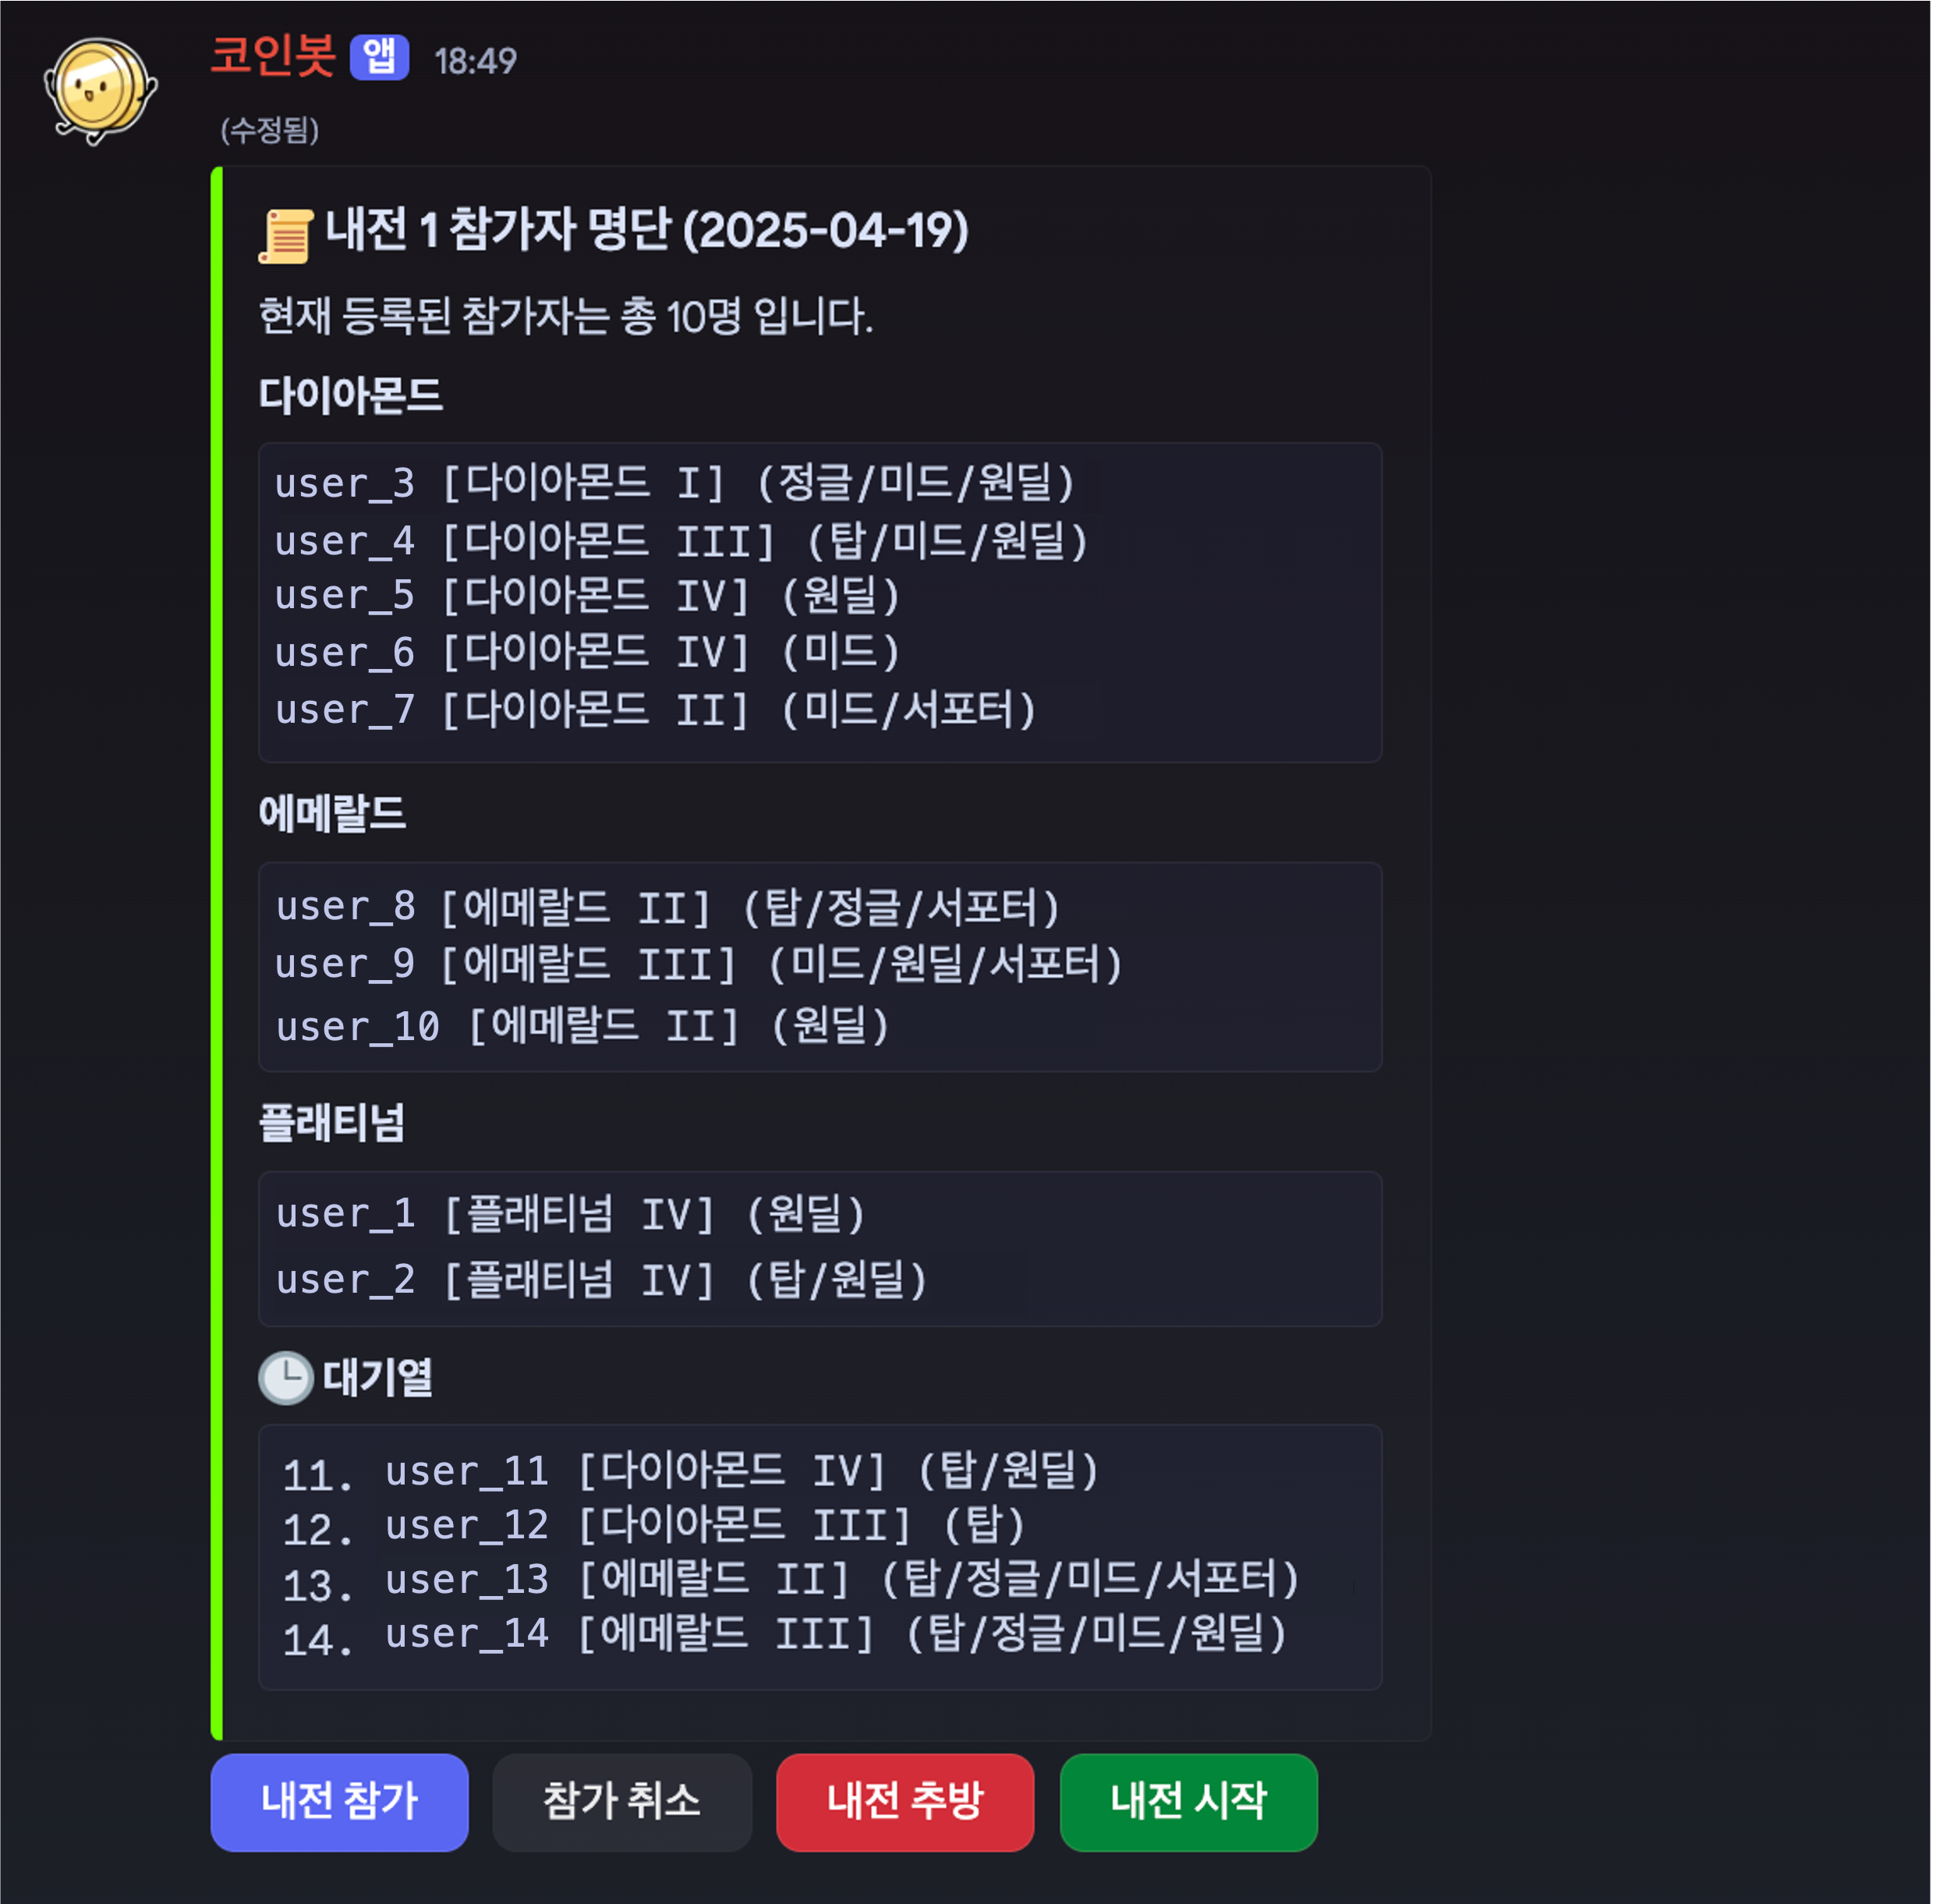 코인봇 앱 18:49
(수정됨)
내전 1 참가자 명단 (2025-04-19)
현재 등록된 참가자는 총 10명 입니다.
다이아몬드
user_3 [다이아몬드 I] (정글/미드/원딜)
user_4 [다이아몬드 III] (탑/미드/원딜)
user_5 [다이아몬드 IV] (원딜)
user_6 [다이아몬드 IV] (미드)
user_7 [다이아몬드 II] (미드/서포터)
에메랄드
user_8 [에메랄드 II] (탑/정글/서포터)
user_9 [에메랄드 III] (미드/원딜/서포터)
user_10 [에메랄드 II] (원딜)
플래티넘
user_1 [플래티넘 IV] (원딜)
user_2 [플래티넘 IV] (탑/원딜)
대기열
11. user_11 [다이아몬드 IV] (탑/원딜)
12. user_12 [다이아몬드 III] (탑)
13. user_13 [에메랄드 II] (탑/정글/미드/서포터)
14. user_14 [에메랄드 III] (탑/정글/미드/원딜)
내전 참가 참가 취소 내전 추방 내전 시작